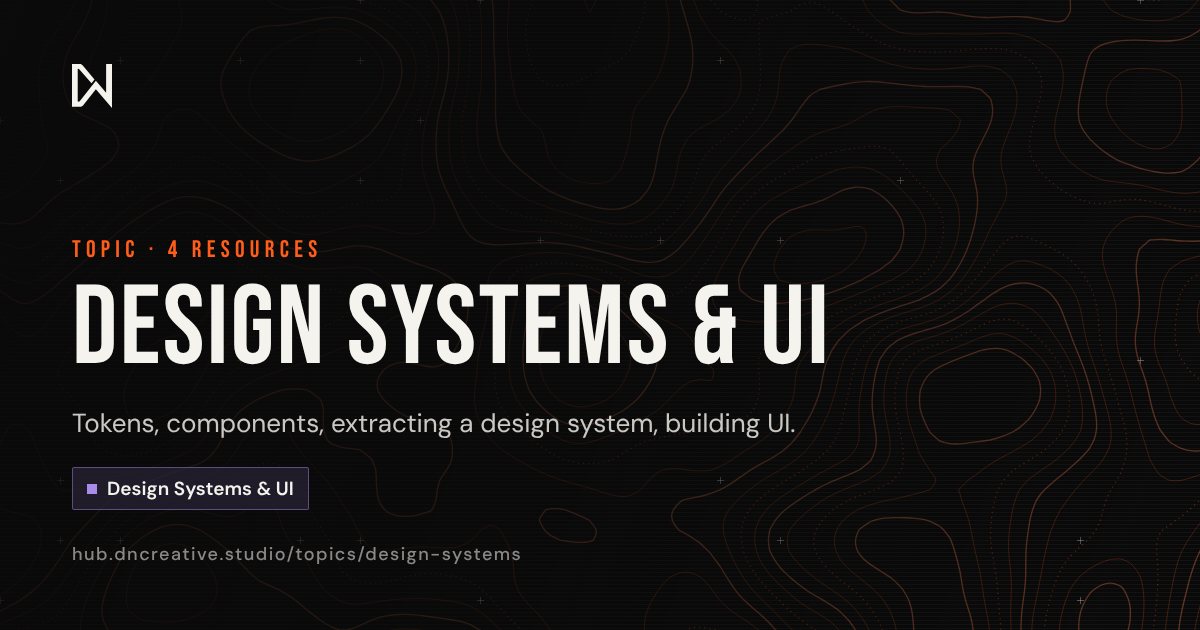 TOPIC · 4 RESOURCES
DESIGN SYSTEMS & UI
Tokens, components, extracting a design system, building UI.
Design Systems & UI
hub.dncreative.studio/topics/design-systems